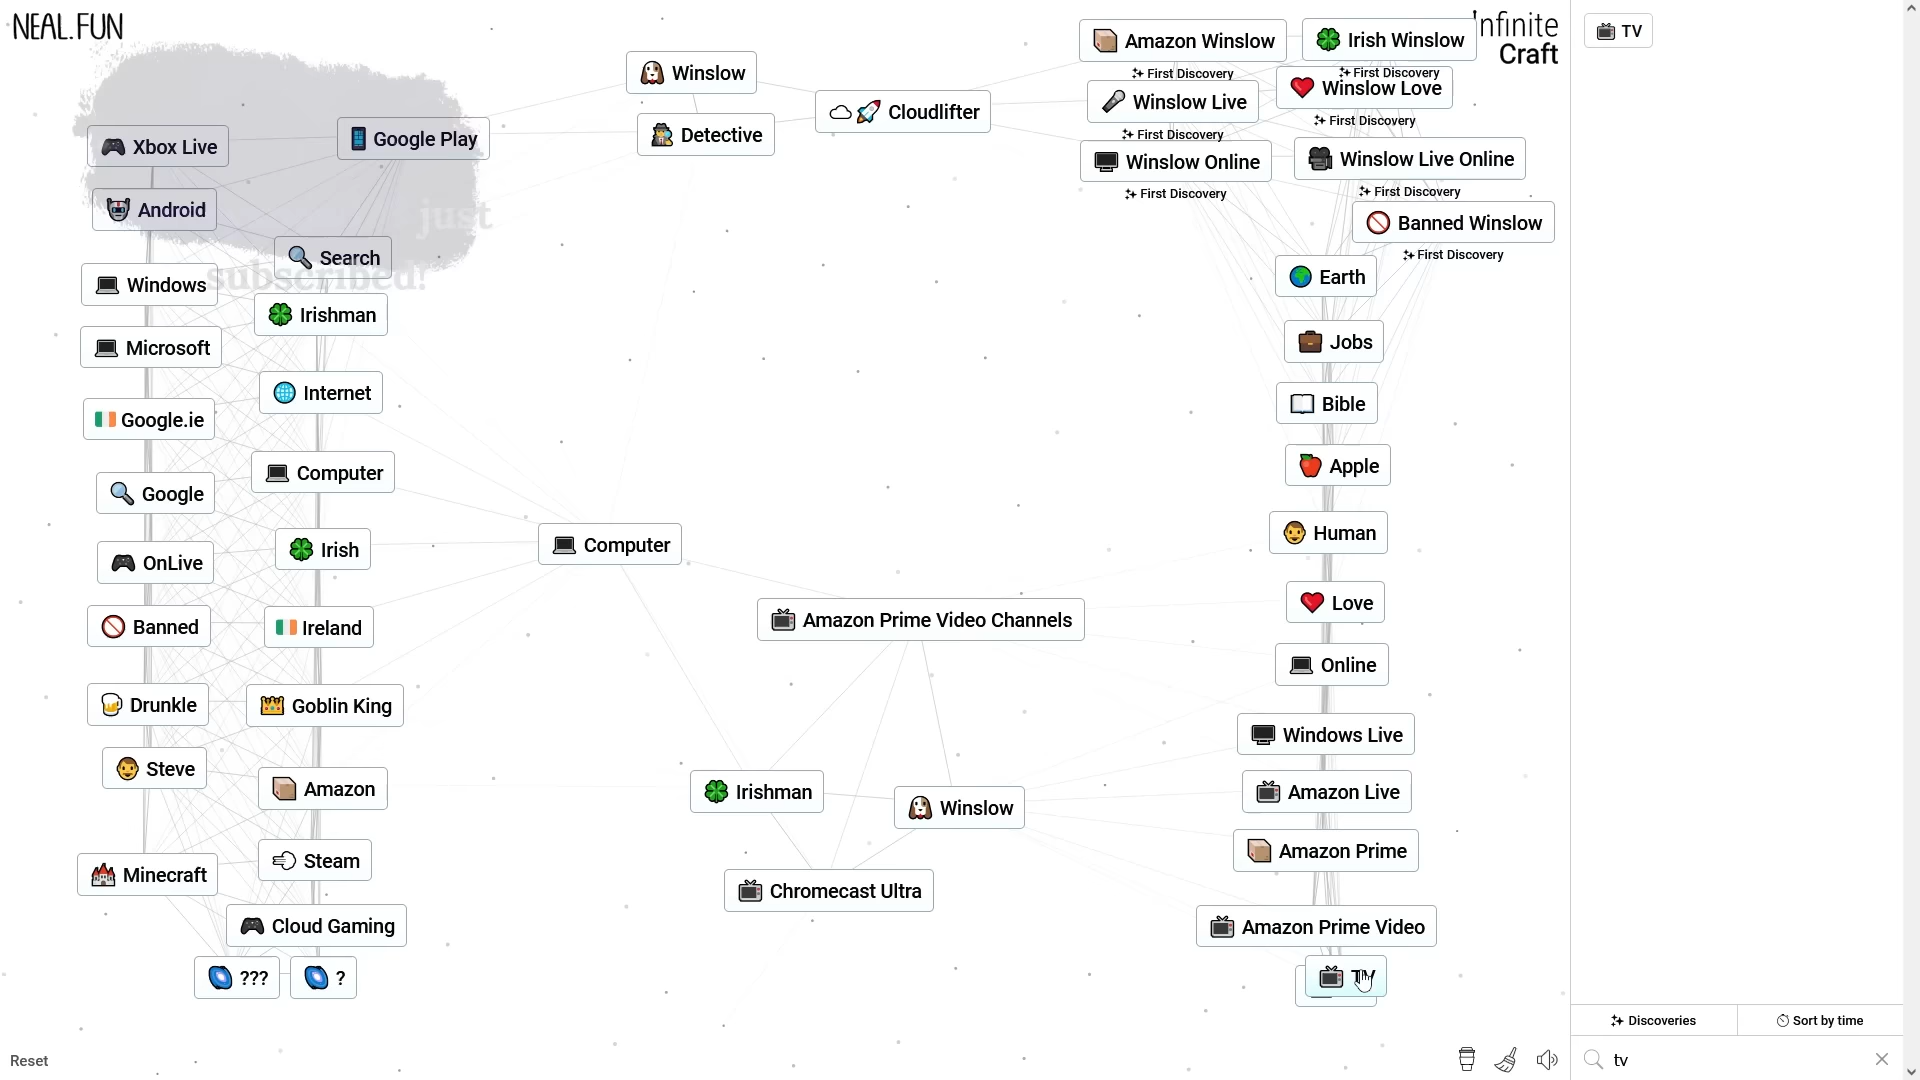 NEAL.FUN
Infinite
Craft
Amazon Winslow
First Discovery
Irish Winslow
First Discovery
Winslow Live
First Discovery
Winslow Love
First Discovery
Winslow Online
First Discovery
Winslow Live Online
First Discovery
Banned Winslow
First Discovery
Winslow
Detective
Cloudlifter
Xbox Live
Google Play
Android
just
subscribed!
Search
Windows
Irishman
Microsoft
Internet
Google.ie
Computer
Google
Irish
OnLive
Ireland
Banned
Drunkle
Goblin King
Steve
Amazon
Steam
Minecraft
Cloud Gaming
???
?
Computer
Amazon Prime Video Channels
Irishman
Winslow
Chromecast Ultra
Earth
Jobs
Bible
Apple
Human
Love
Online
Windows Live
Amazon Live
Amazon Prime
Amazon Prime Video
TV
TV
Discoveries
Sort by time
tv
Reset